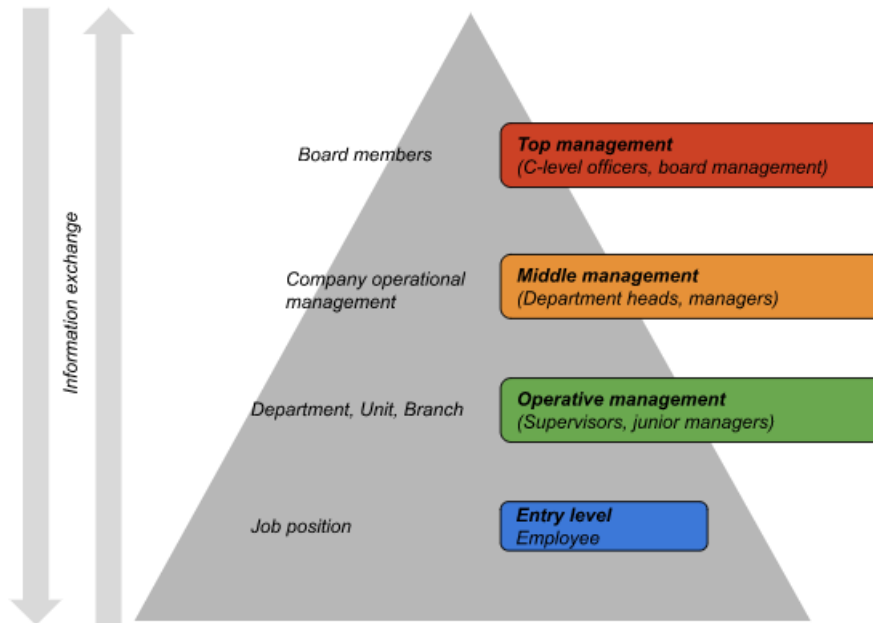 Information exchange
Board members
Top management
(C-level officers, board management)
Company operational
management
Middle management
(Department heads, managers)
Department, Unit, Branch
Operative management
(Supervisors, junior managers)
Job position
Entry level
Employee